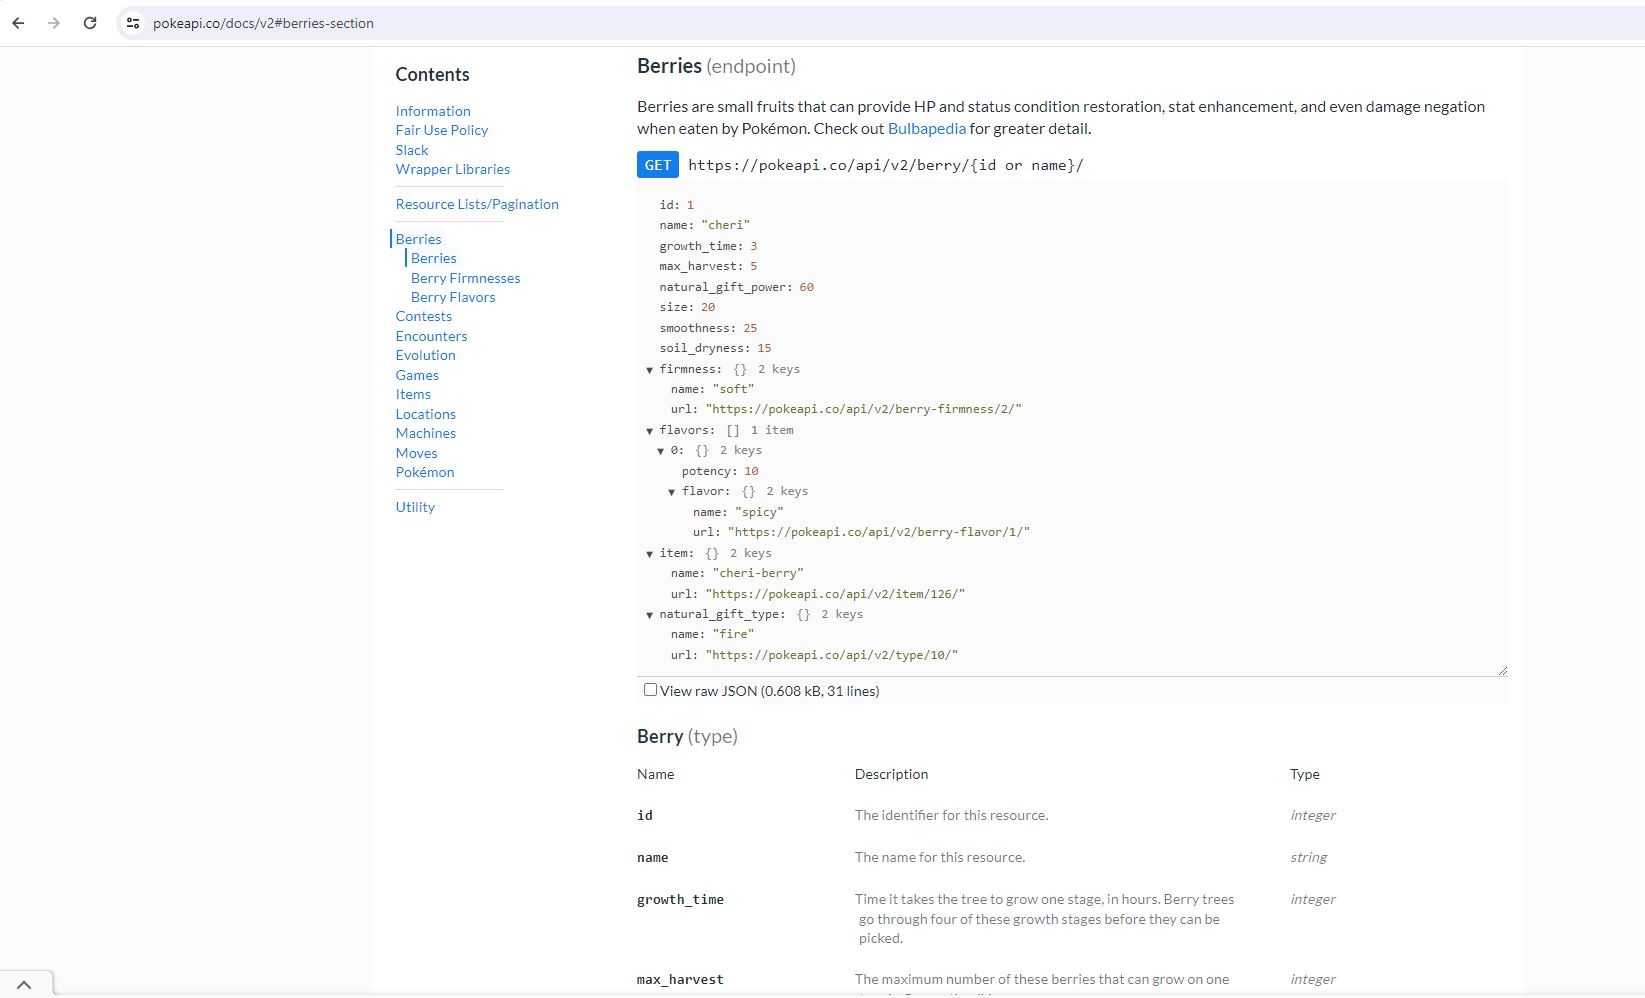 pokeapi.co/docs/v2#berries-section
Contents
Information
Fair Use Policy
Slack
Wrapper Libraries
Resource Lists/Pagination
Berries
Berries
Berry Firmnesses
Berry Flavors
Contests
Encounters
Evolution
Games
Items
Locations
Machines
Moves
Pokémon
Utility
Berries (endpoint)
Berries are small fruits that can provide HP and status condition restoration, stat enhancement, and even damage negation
when eaten by Pokémon. Check out Bulbapedia for greater detail.
GET https://pokeapi.co/api/v2/berry/{id or name}/
id: 1
name: "cheri"
growth_time: 3
max_harvest: 5
natural_gift_power: 60
size: 20
smoothness: 25
soil_dryness: 15
▼ firmness: {} 2 keys
name: "soft"
url: "https://pokeapi.co/api/v2/berry-firmness/2/"
▼ flavors: [] 1 item
▼ 0: {} 2 keys
potency: 10
▼ flavor: {} 2 keys
name: "spicy"
url: "https://pokeapi.co/api/v2/berry-flavor/1/"
▼ item: {} 2 keys
name: "cheri-berry"
url: "https://pokeapi.co/api/v2/item/126/"
▼ natural_gift_type: {} 2 keys
name: "fire"
url: "https://pokeapi.co/api/v2/type/10/"
View raw JSON (0.608 kB, 31 lines)
Berry (type)
Name Description Type
id The identifier for this resource. integer
name The name for this resource. string
growth_time Time it takes the tree to grow one stage, in hours. Berry trees integer
go through four of these growth stages before they can be
picked.
max_harvest The maximum number of these berries that can grow on one integer